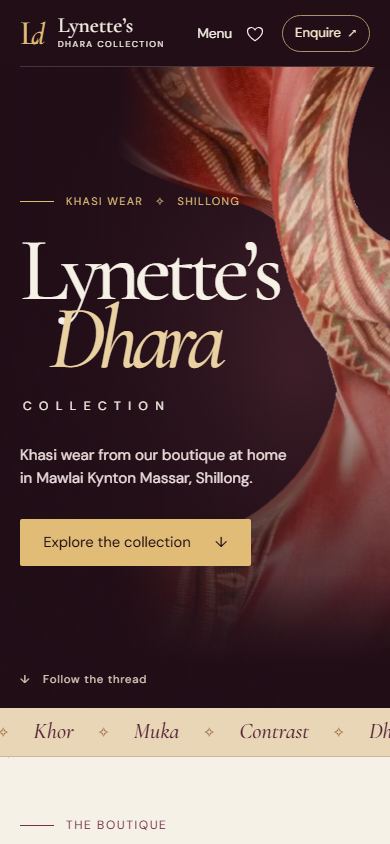 Ld Lynette's
DHARA COLLECTION
Menu
Enquire ↗
KHASI WEAR ✧ SHILLONG
Lynette's
Dhara
COLLECTION
Khasi wear from our boutique at home
in Mawlai Kynton Massar, Shillong.
Explore the collection ↓
↓ Follow the thread
✧ Khor ✧ Muka ✧ Contrast ✧ Dh
THE BOUTIQUE